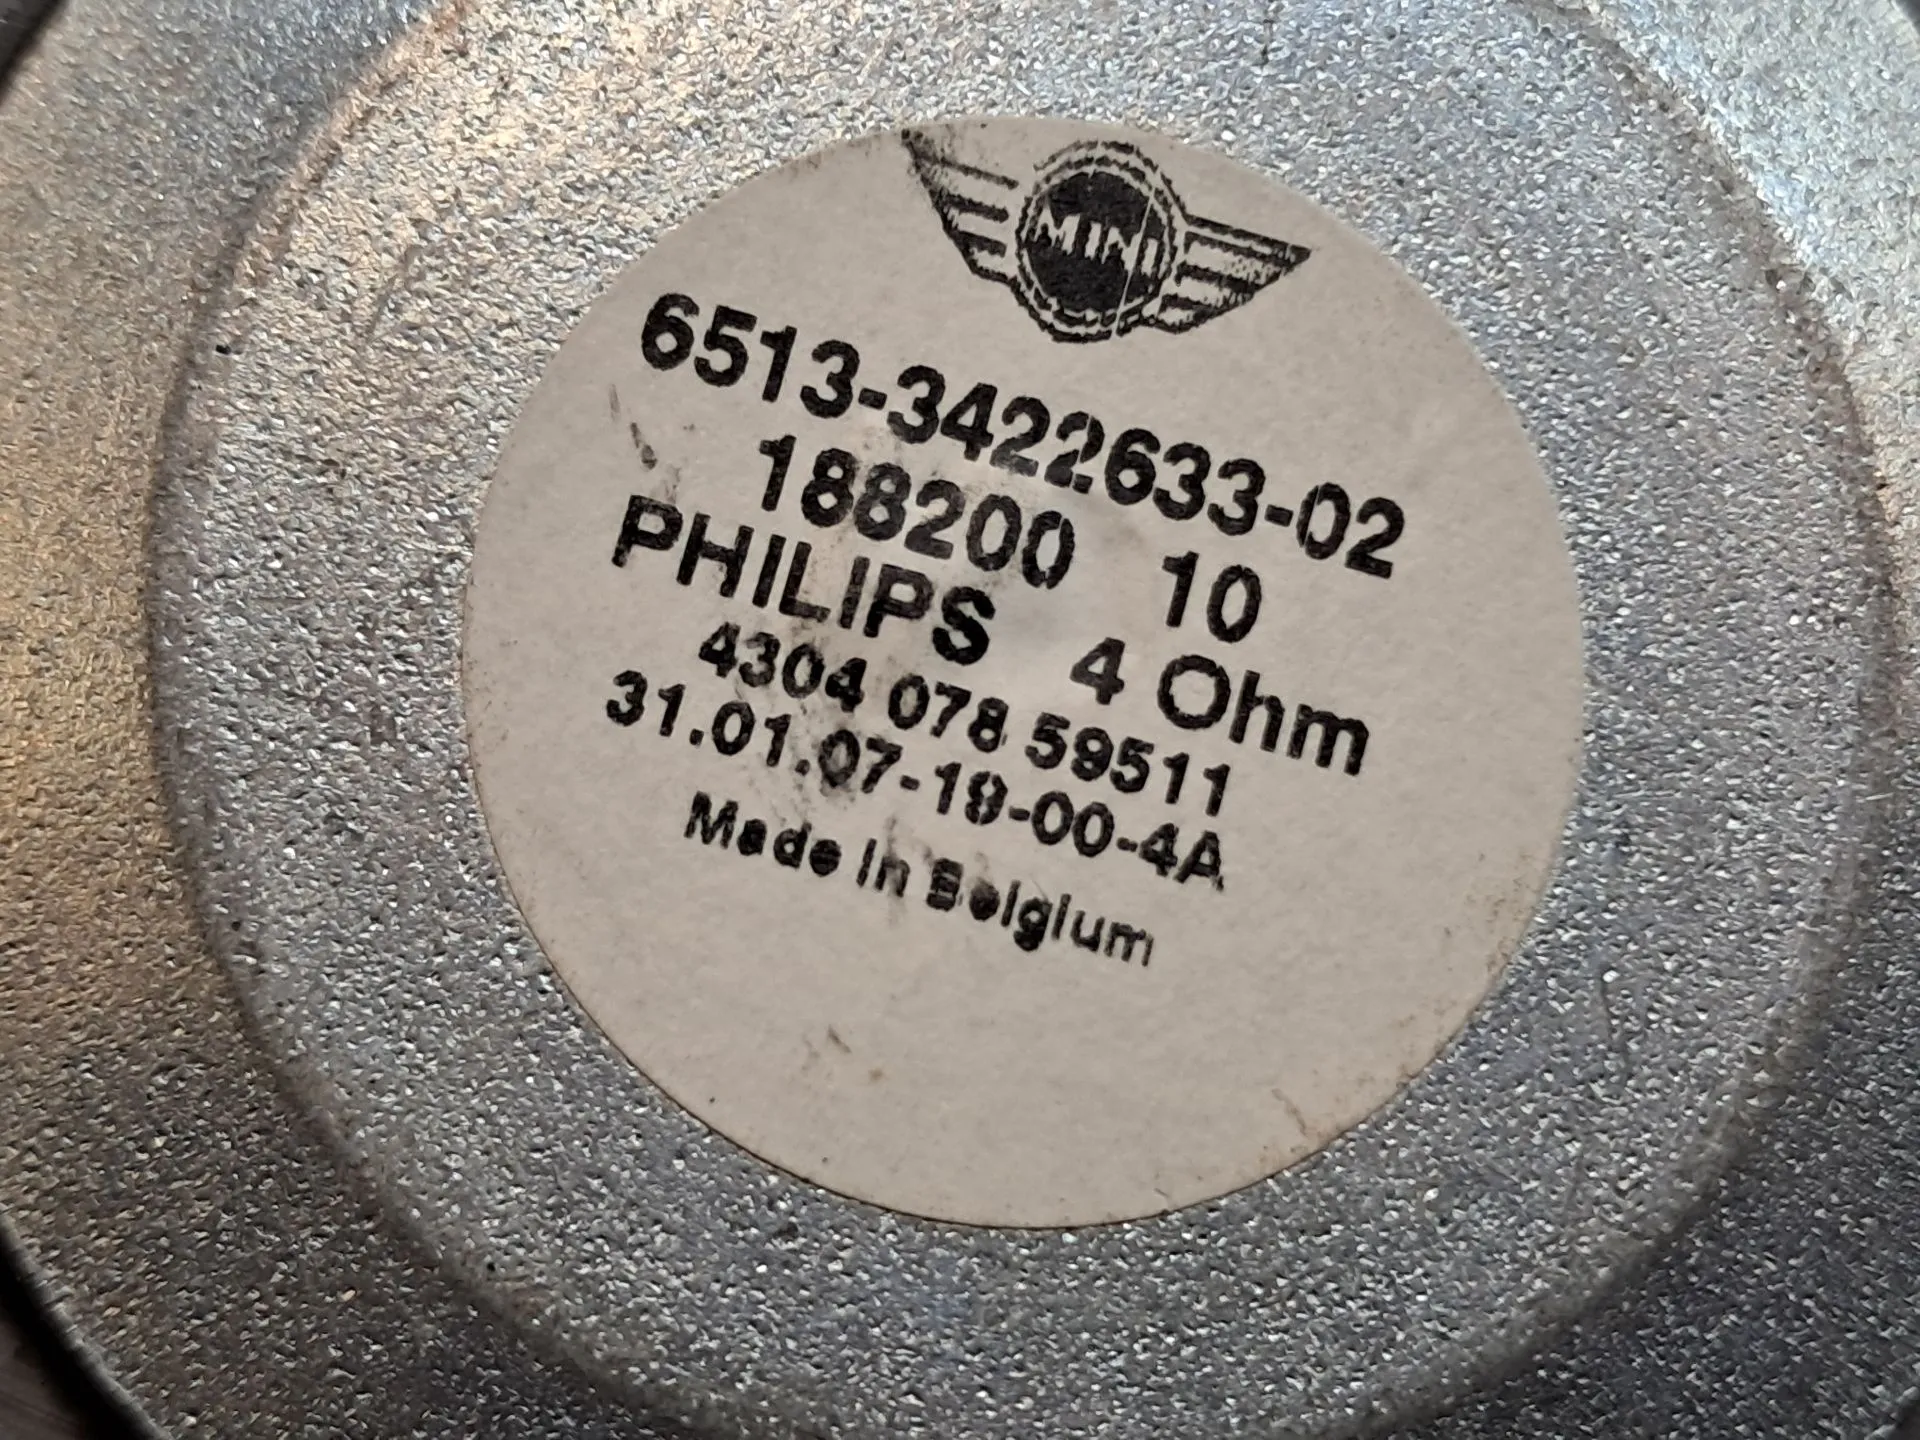 MINI
6513-3422633-02
188200 10
PHILIPS 4 Ohm
4304 078 59511
31.01.07-19-00-4A
Made in Belgium